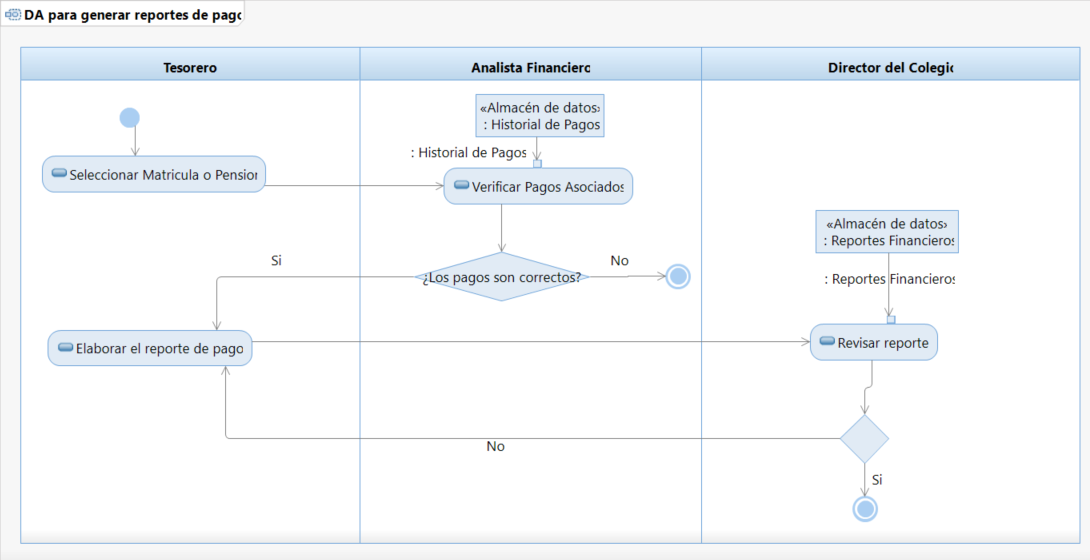 DA para generar reportes de pago
Tesorero
Analista Financiero
Director del Colegio
«Almacén de datos›
: Historial de Pagos
: Historial de Pagos
Seleccionar Matricula o Pension
Verificar Pagos Asociados
«Almacén de datos›
: Reportes Financieros
Si
¿Los pagos son correctos?
No
: Reportes Financieros
Elaborar el reporte de pago
Revisar reporte
No
Si